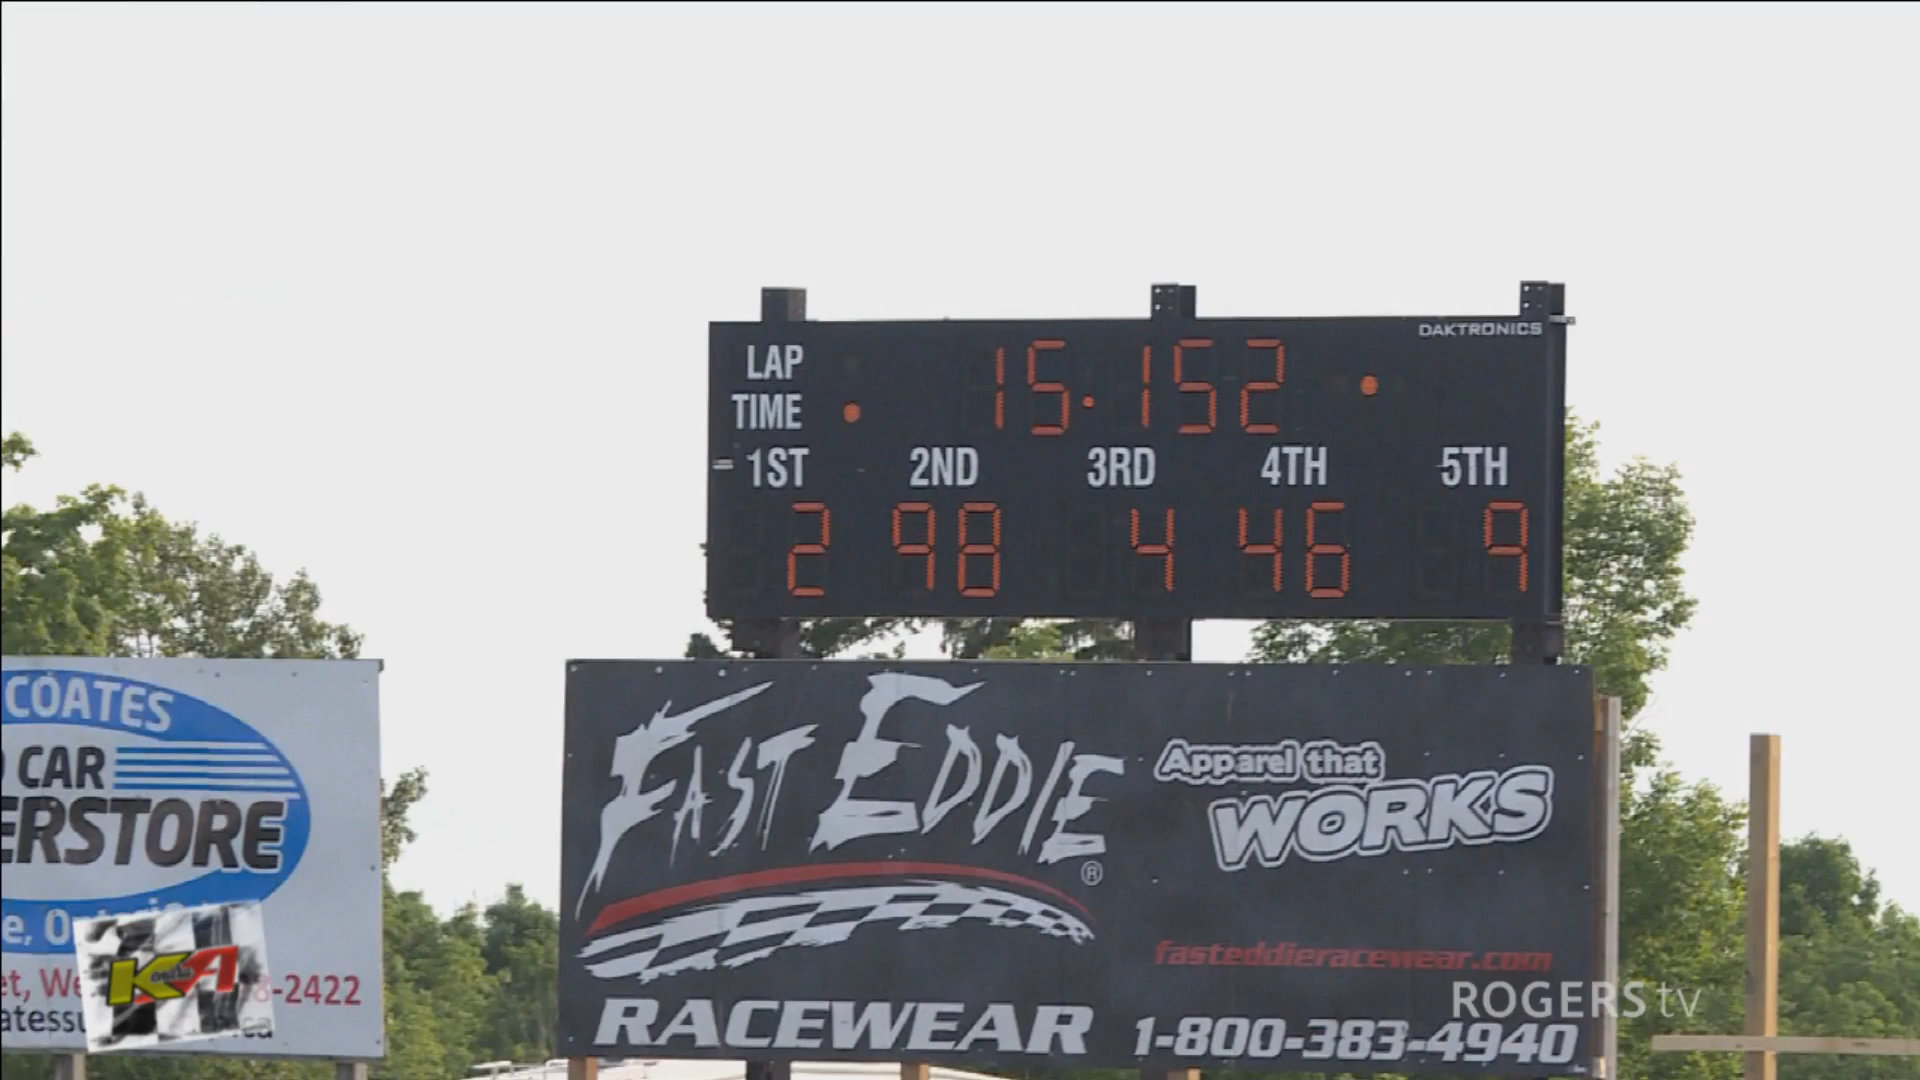 DAKTRONICS
LAP
TIME
15.152
1ST 2ND 3RD 4TH 5TH
2 98 4 46 9
COATES
CAR
ERSTORE
-2422
FAST EDDIE
®
RACEWEAR
Apparel that
WORKS
fasteddieracewear.com
1-800-383-4940
KonA
ROGERS tv